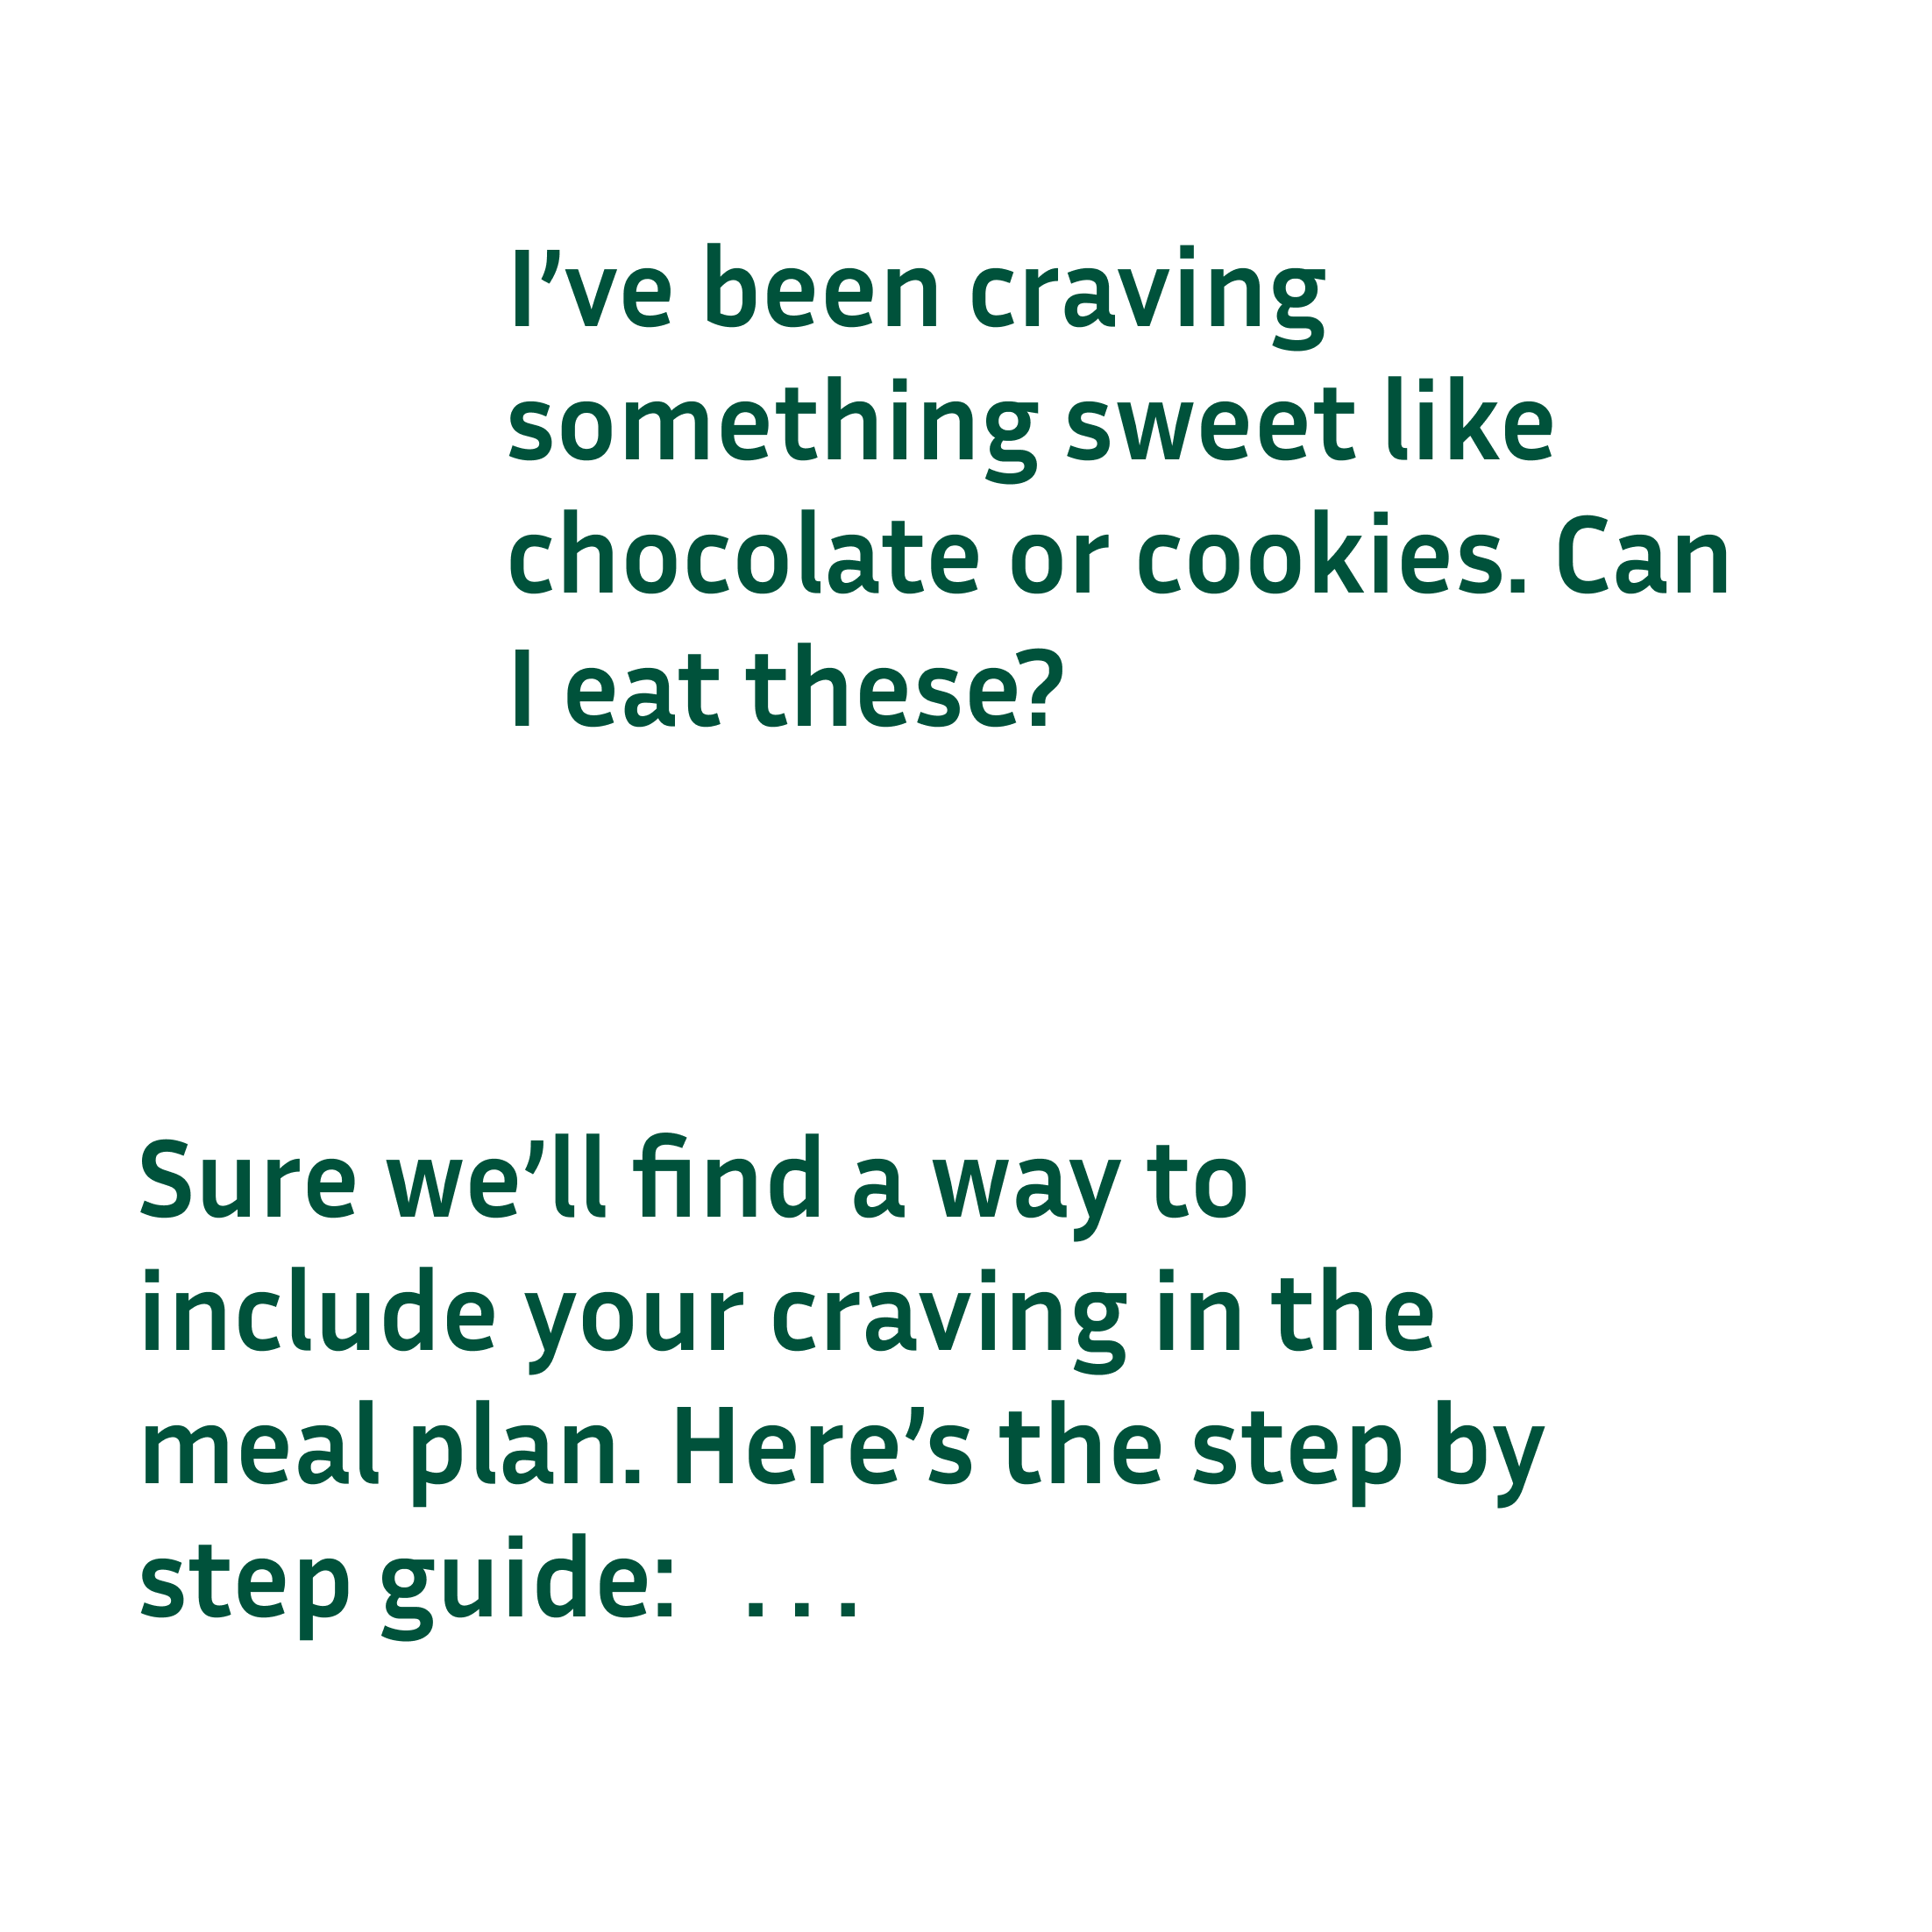 I’ve been craving
something sweet like
chocolate or cookies. Can
I eat these?
Sure we’ll find a way to
include your craving in the
meal plan. Here’s the step by
step guide:  . . .